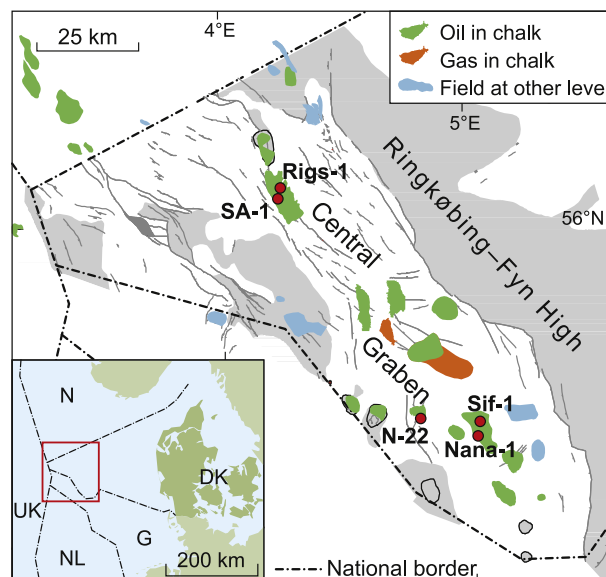 25 km
4°E
Oil in chalk
Gas in chalk
Field at other leve
5°E
Ringkøbing–Fyn High
Rigs-1
SA-1
56°N
Central
Graben
Sif-1
N-22
Nana-1
N
DK
UK
G
NL
200 km
National border